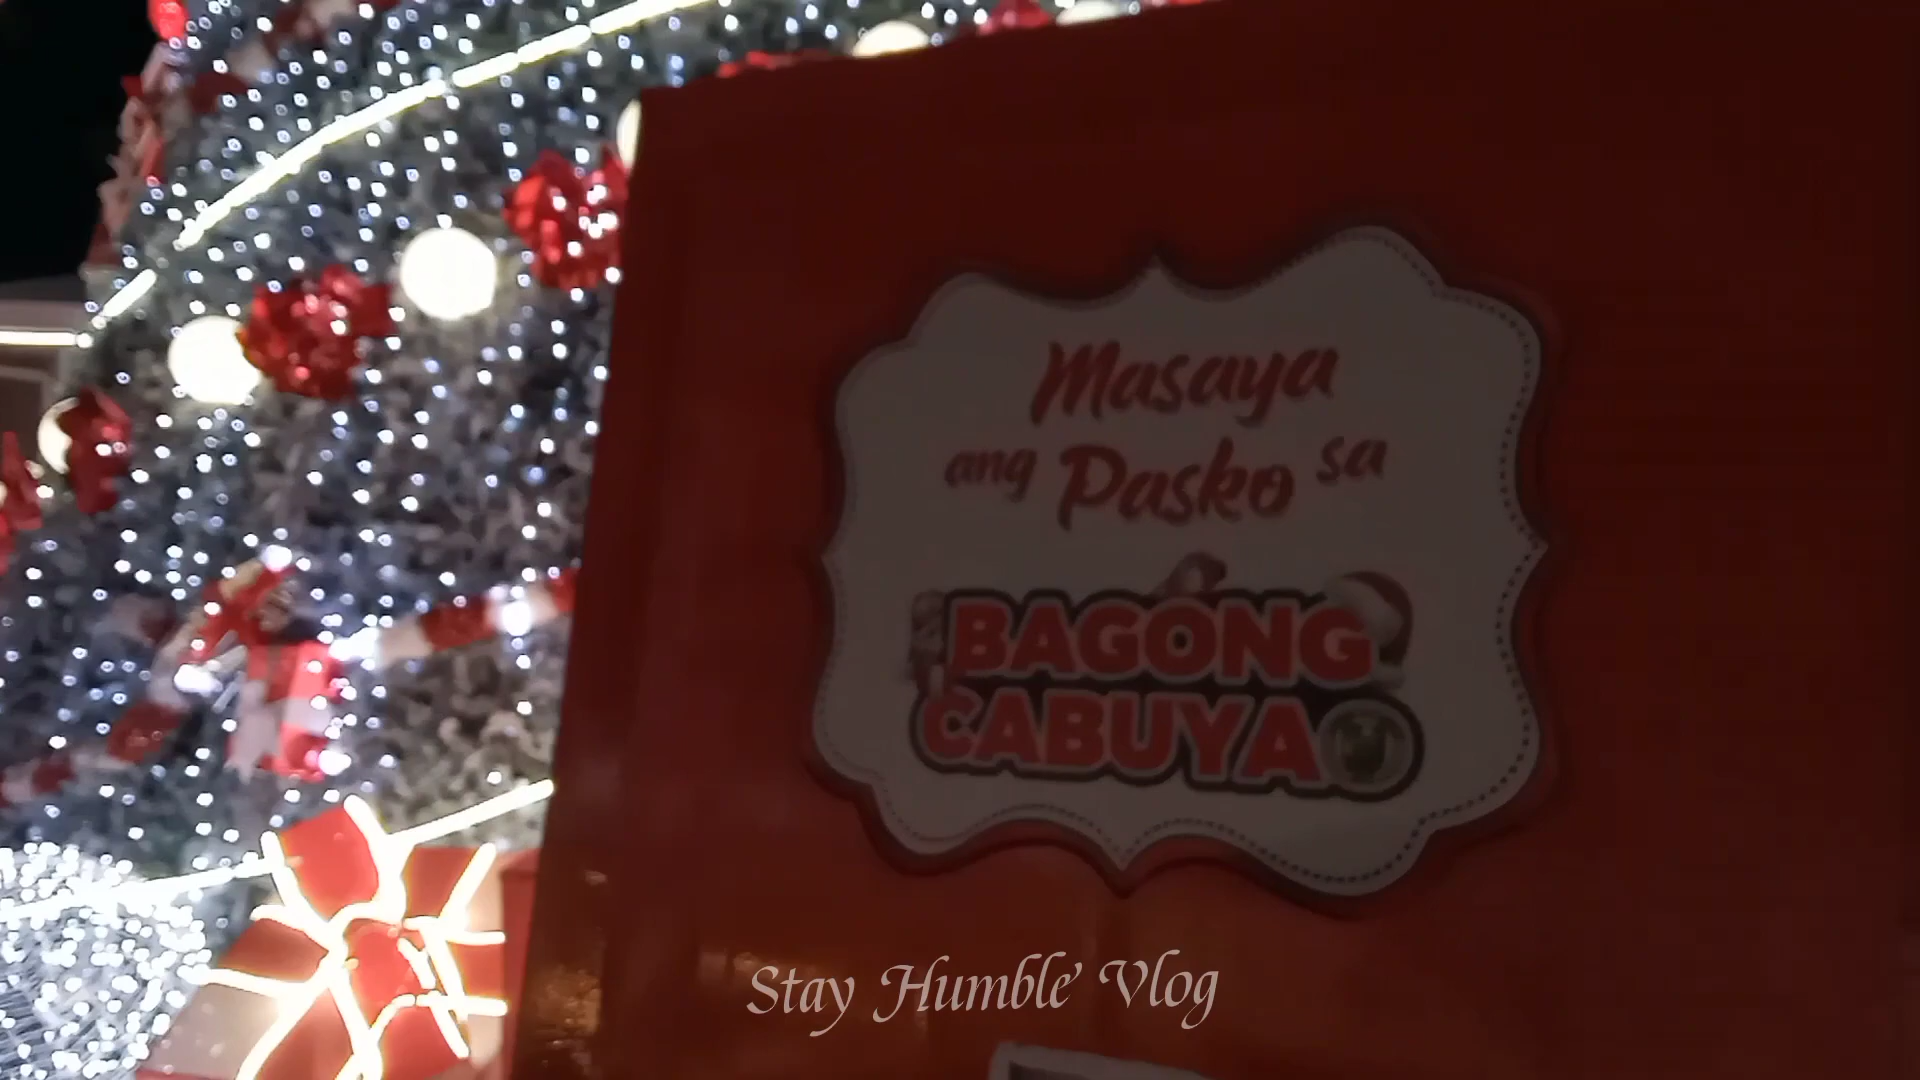 Masaya
ang Pasko sa
BAGONG
CABUYAO
Stay Humble Vlog